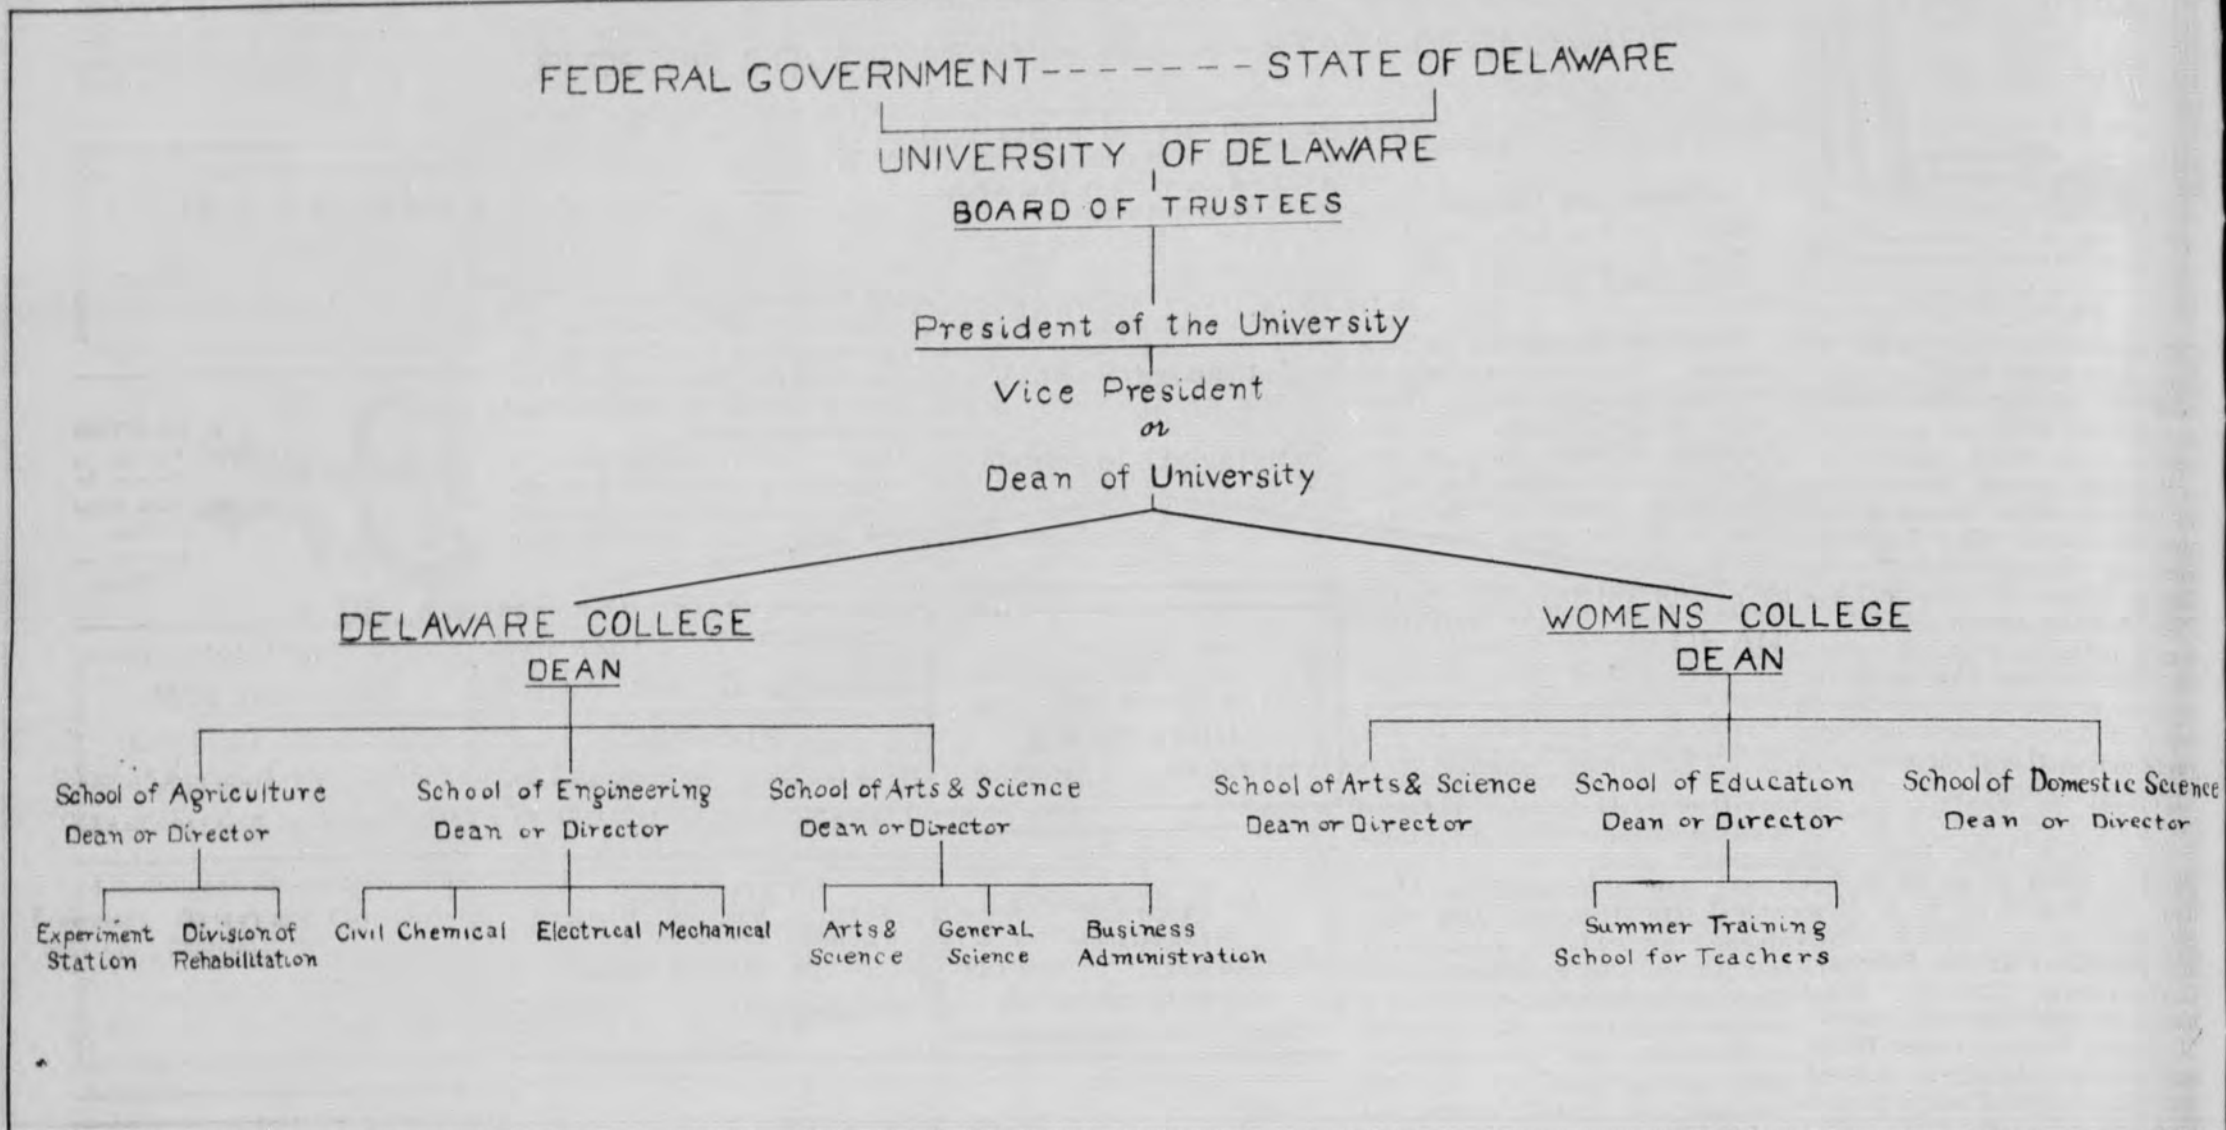 FEDERAL GOVERNMENT------- STATE OF DELAWARE
UNIVERSITY OF DELAWARE
BOARD OF TRUSTEES
President of the University
Vice President
or
Dean of University
DELAWARE COLLEGE
DEAN
School of Agriculture
Dean or Director
Experiment
Station
Division of
Rehabilitation
School of Engineering
Dean or Director
Civil
Chemical
Electrical
Mechanical
School of Arts & Science
Dean or Director
Arts &
Science
General
Science
Business
Administration
WOMENS COLLEGE
DEAN
School of Arts & Science
Dean or Director
School of Education
Dean or Director
Summer Training
School for Teachers
School of Domestic Science
Dean or Director